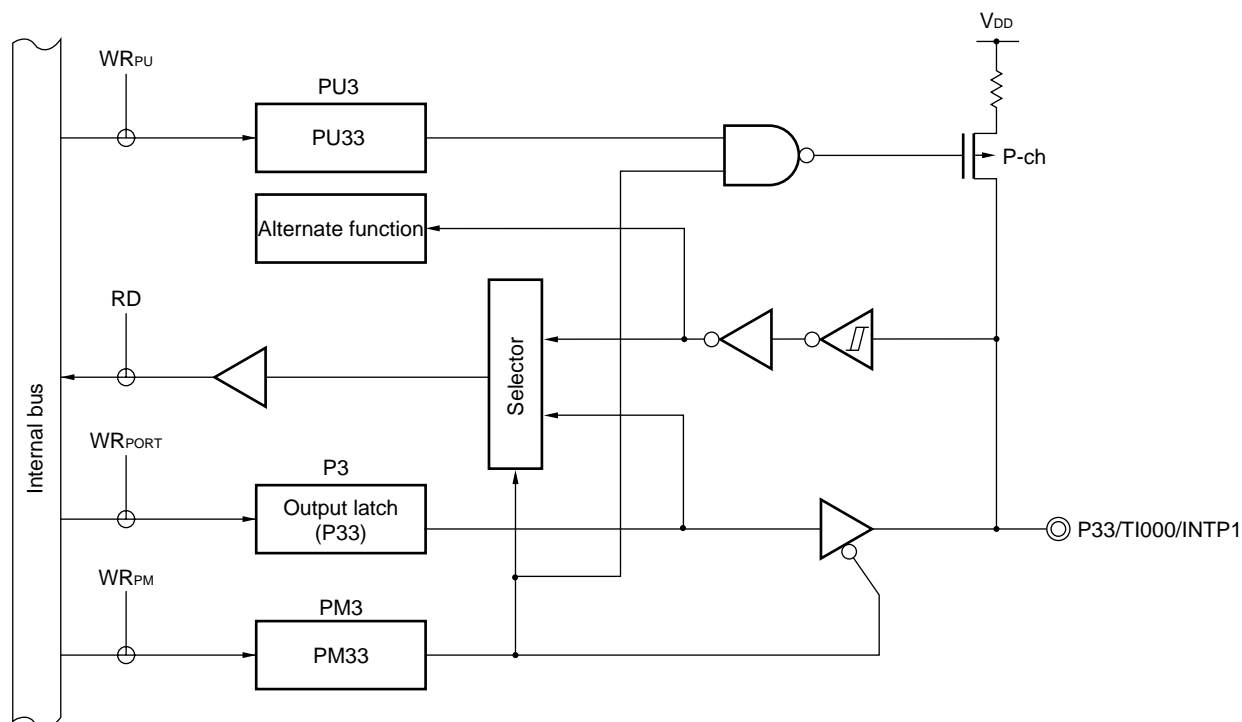 VDD
WRPU
PU3
PU33
P-ch
Alternate function
RD
Selector
Internal bus
WRPORT
P3
Output latch
(P33)
P33/TI000/INTP1
WRPM
PM3
PM33